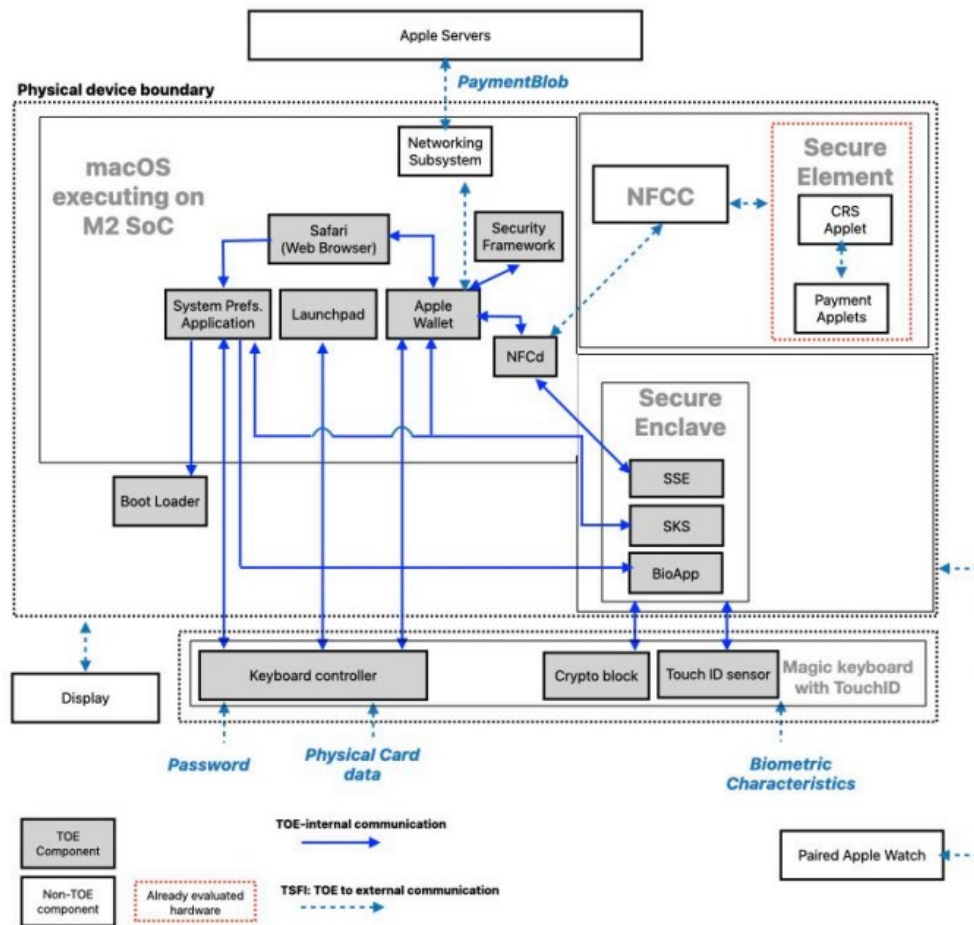 Apple Servers
PaymentBlob
Physical device boundary
macOS
executing on
M2 SoC
Networking
Subsystem
NFCC
Secure
Element
CRS
Applet
Payment
Applets
Safari
(Web Browser)
Security
Framework
System Prefs.
Application
Launchpad
Apple
Wallet
NFCd
Secure
Enclave
SSE
SKS
BioApp
Boot Loader
Display
Keyboard controller
Crypto block
Touch ID sensor
Magic keyboard
with TouchID
Password
Physical Card
data
Biometric
Characteristics
TOE
Component
TOE-internal communication
Non-TOE
component
Already evaluated
hardware
TSFI: TOE to external communication
Paired Apple Watch